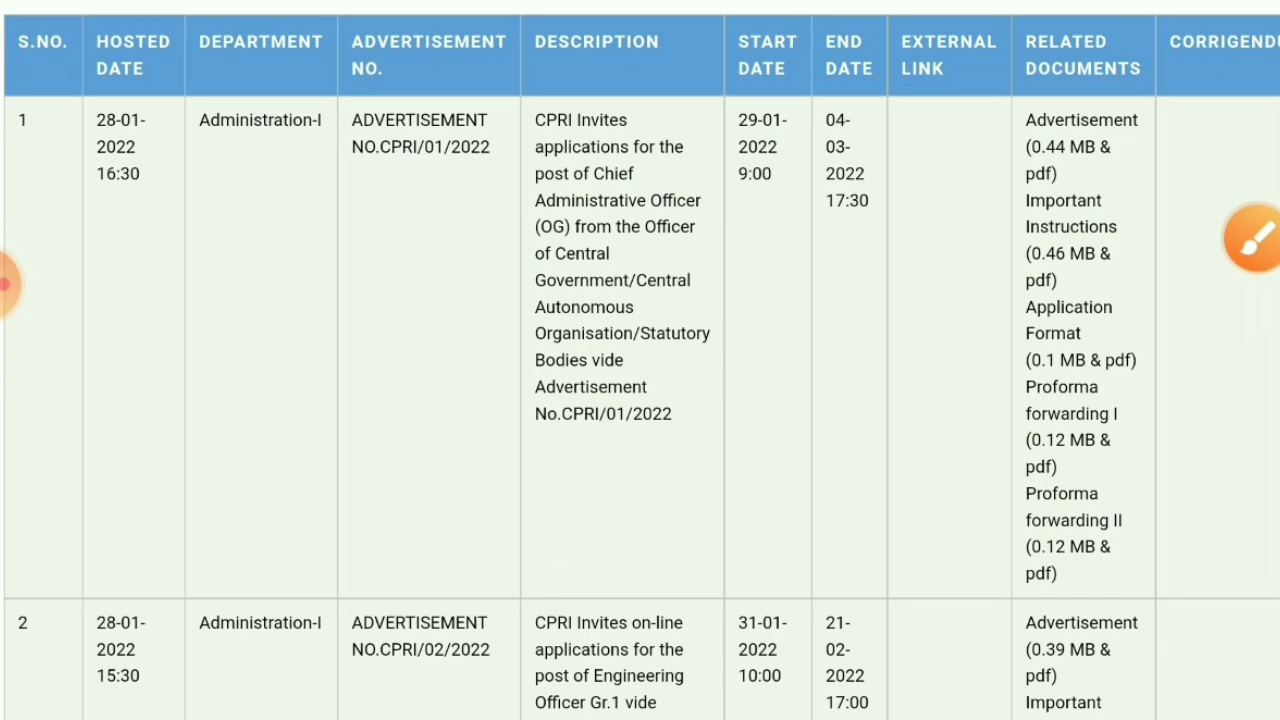 S.NO. HOSTED DATE DEPARTMENT ADVERTISEMENT NO. DESCRIPTION START DATE END DATE EXTERNAL LINK RELATED DOCUMENTS
1
28-01-
2022
16:30
Administration-I
ADVERTISEMENT
NO.CPRI/01/2022
CPRI Invites
applications for the
post of Chief
Administrative Officer
(OG) from the Officer
of Central
Government/Central
Autonomous
Organisation/Statutory
Bodies vide
Advertisement
No.CPRI/01/2022
29-01-
2022
9:00
04-
03-
2022
17:30
Advertisement
(0.44 MB &
pdf)
Important
Instructions
(0.46 MB &
pdf)
Application
Format
(0.1 MB & pdf)
Proforma
forwarding I
(0.12 MB &
pdf)
Proforma
forwarding II
(0.12 MB &
pdf)
2
28-01-
2022
15:30
Administration-I
ADVERTISEMENT
NO.CPRI/02/2022
CPRI Invites on-line
applications for the
post of Engineering
Officer Gr.1 vide
31-01-
2022
10:00
21-
02-
2022
17:00
Advertisement
(0.39 MB &
pdf)
Important